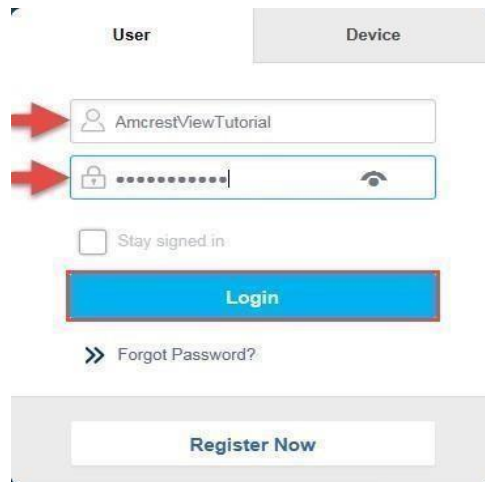 User
Device
AmcrestViewTutorial
•••••••••••
Stay signed in
Login
Forgot Password?
Register Now